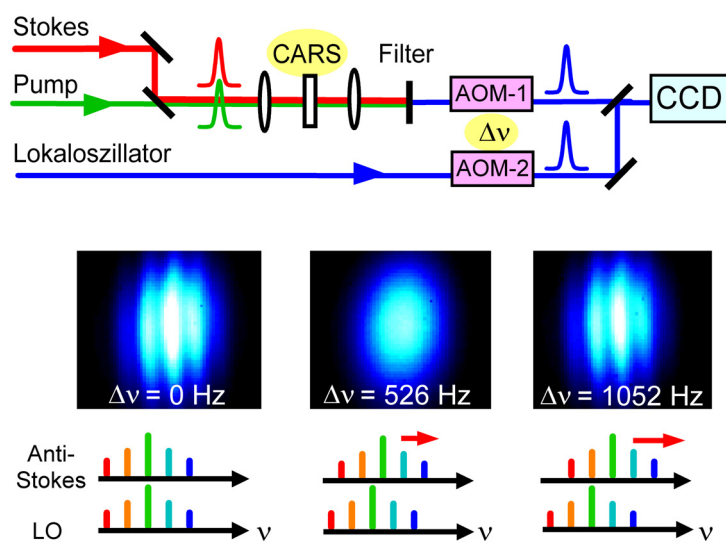 Stokes
CARS
Filter
Pump
AOM-1
CCD
Δν
Lokaloszillator
AOM-2
Δν = 0 Hz
Δν = 526 Hz
Δν = 1052 Hz
Anti-
Stokes
LO
ν
ν
ν